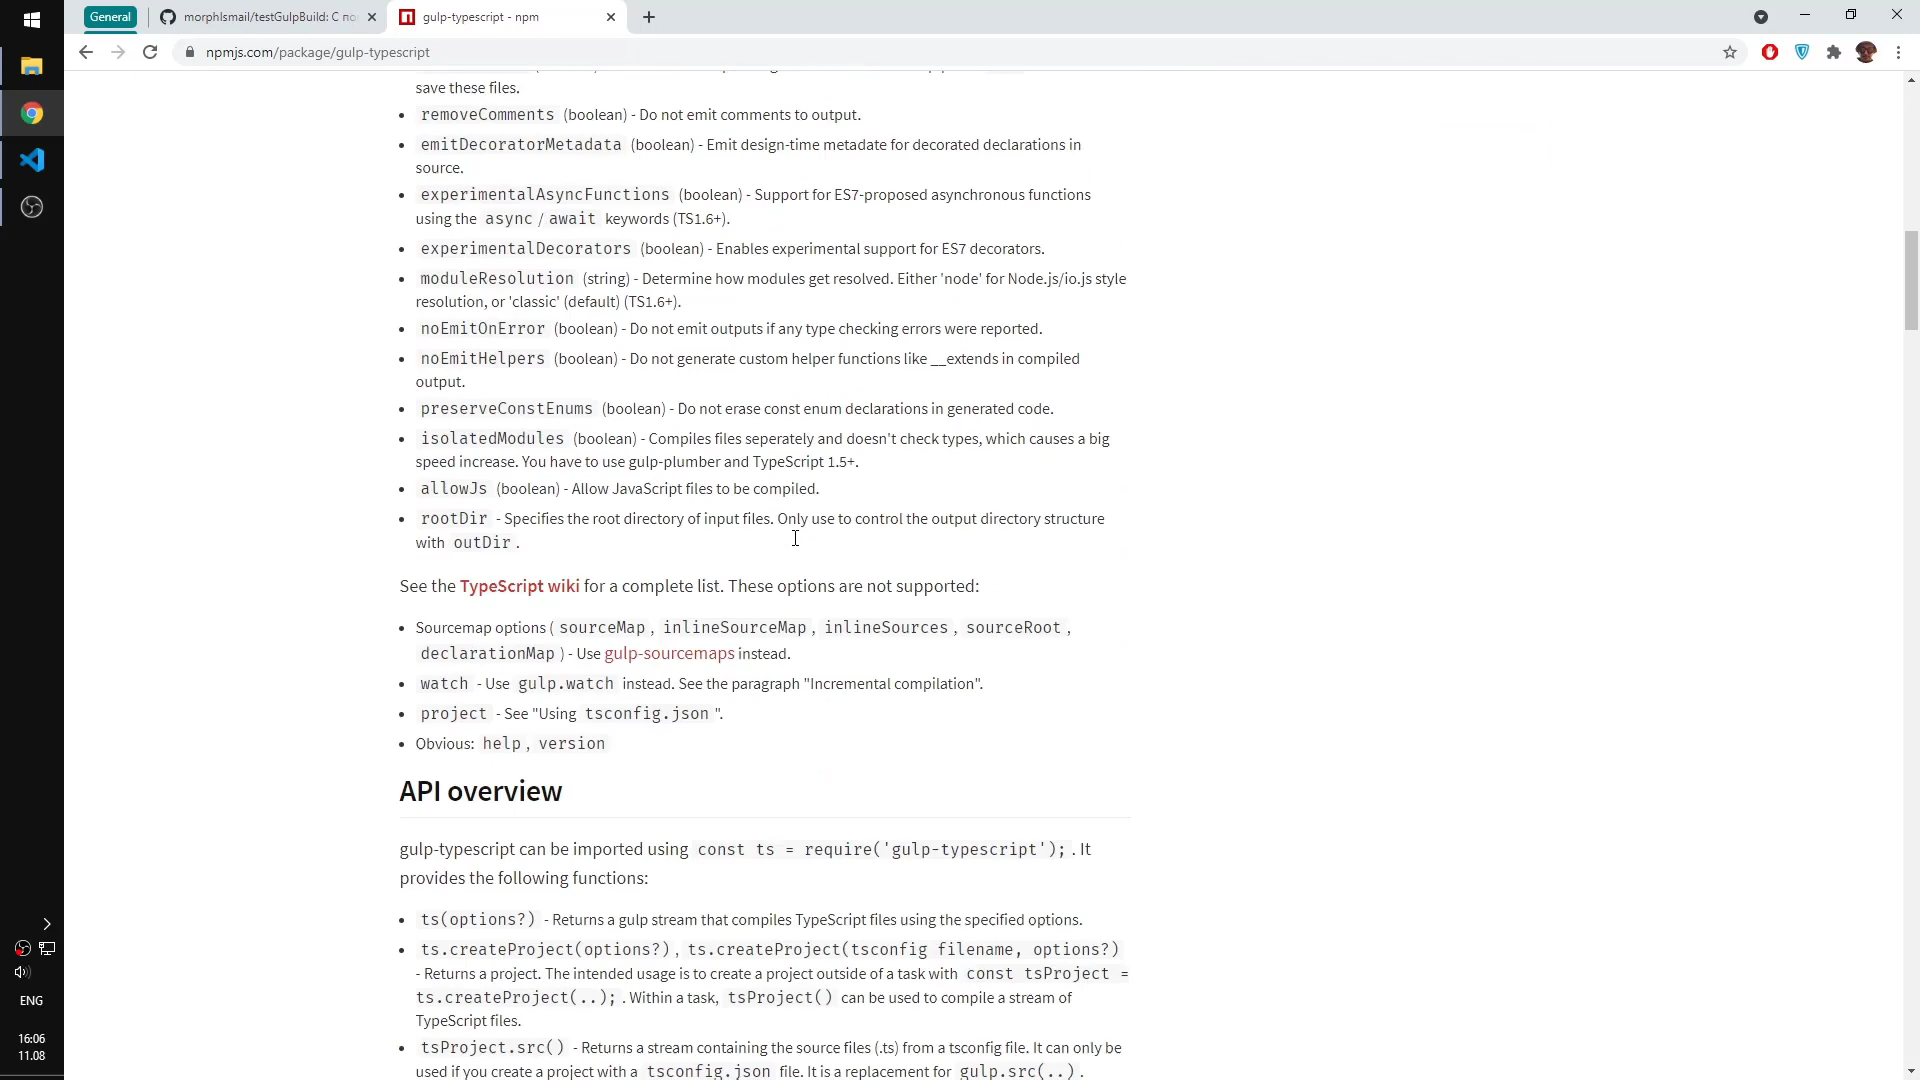 General
morphIsmail/testGulpBuild: С по
gulp-typescript - npm
npmjs.com/package/gulp-typescript
save these files.
removeComments (boolean) - Do not emit comments to output.
emitDecoratorMetadata (boolean) - Emit design-time metadate for decorated declarations in
source.
experimentalAsyncFunctions (boolean) - Support for ES7-proposed asynchronous functions
using the async / await keywords (TS1.6+).
experimentalDecorators (boolean) - Enables experimental support for ES7 decorators.
moduleResolution (string) - Determine how modules get resolved. Either 'node' for Node.js/io.js style
resolution, or 'classic' (default) (TS1.6+).
noEmitOnError (boolean) - Do not emit outputs if any type checking errors were reported.
noEmitHelpers (boolean) - Do not generate custom helper functions like __extends in compiled
output.
preserveConstEnums (boolean) - Do not erase const enum declarations in generated code.
isolatedModules (boolean) - Compiles files seperately and doesn't check types, which causes a big
speed increase. You have to use gulp-plumber and TypeScript 1.5+.
allowJs (boolean) - Allow JavaScript files to be compiled.
rootDir - Specifies the root directory of input files. Only use to control the output directory structure
with outDir .
See the TypeScript wiki for a complete list. These options are not supported:
Sourcemap options ( sourceMap , inlineSourceMap , inlineSources , sourceRoot ,
declarationMap ) - Use gulp-sourcemaps instead.
watch - Use gulp.watch instead. See the paragraph "Incremental compilation".
project - See "Using tsconfig.json ".
Obvious: help , version
API overview
gulp-typescript can be imported using const ts = require('gulp-typescript'); . It
provides the following functions:
ts(options?) - Returns a gulp stream that compiles TypeScript files using the specified options.
ts.createProject(options?) , ts.createProject(tsconfig filename, options?)
- Returns a project. The intended usage is to create a project outside of a task with const tsProject =
ts.createProject(..); . Within a task, tsProject() can be used to compile a stream of
TypeScript files.
tsProject.src() - Returns a stream containing the source files (.ts) from a tsconfig file. It can only be
used if you create a project with a tsconfig.json file. It is a replacement for gulp.src(..) .
ENG
16:06
11.08